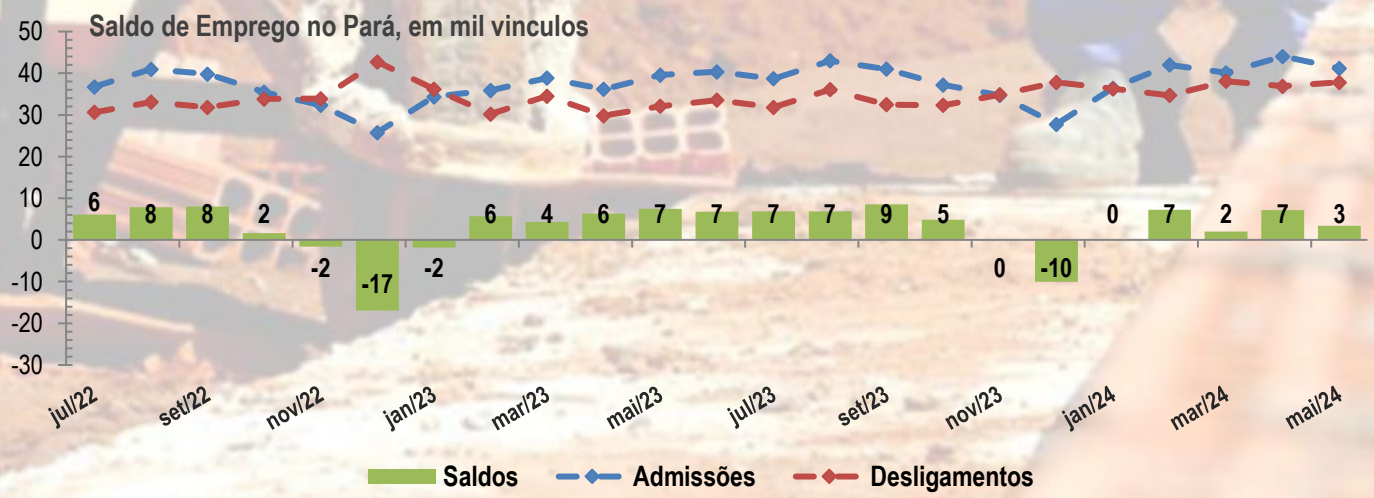 Saldo de Emprego no Pará, em mil vinculos
50
40
30
20
10
0
-10
-20
-30
6 8 8 2 -2 -17 -2 6 4 6 7 7 7 7 9 5 0 -10 0 7 2 7 3
jul/22 set/22 nov/22 jan/23 mar/23 mai/23 jul/23 set/23 nov/23 jan/24 mar/24 mai/24
Saldos Admissões Desligamentos